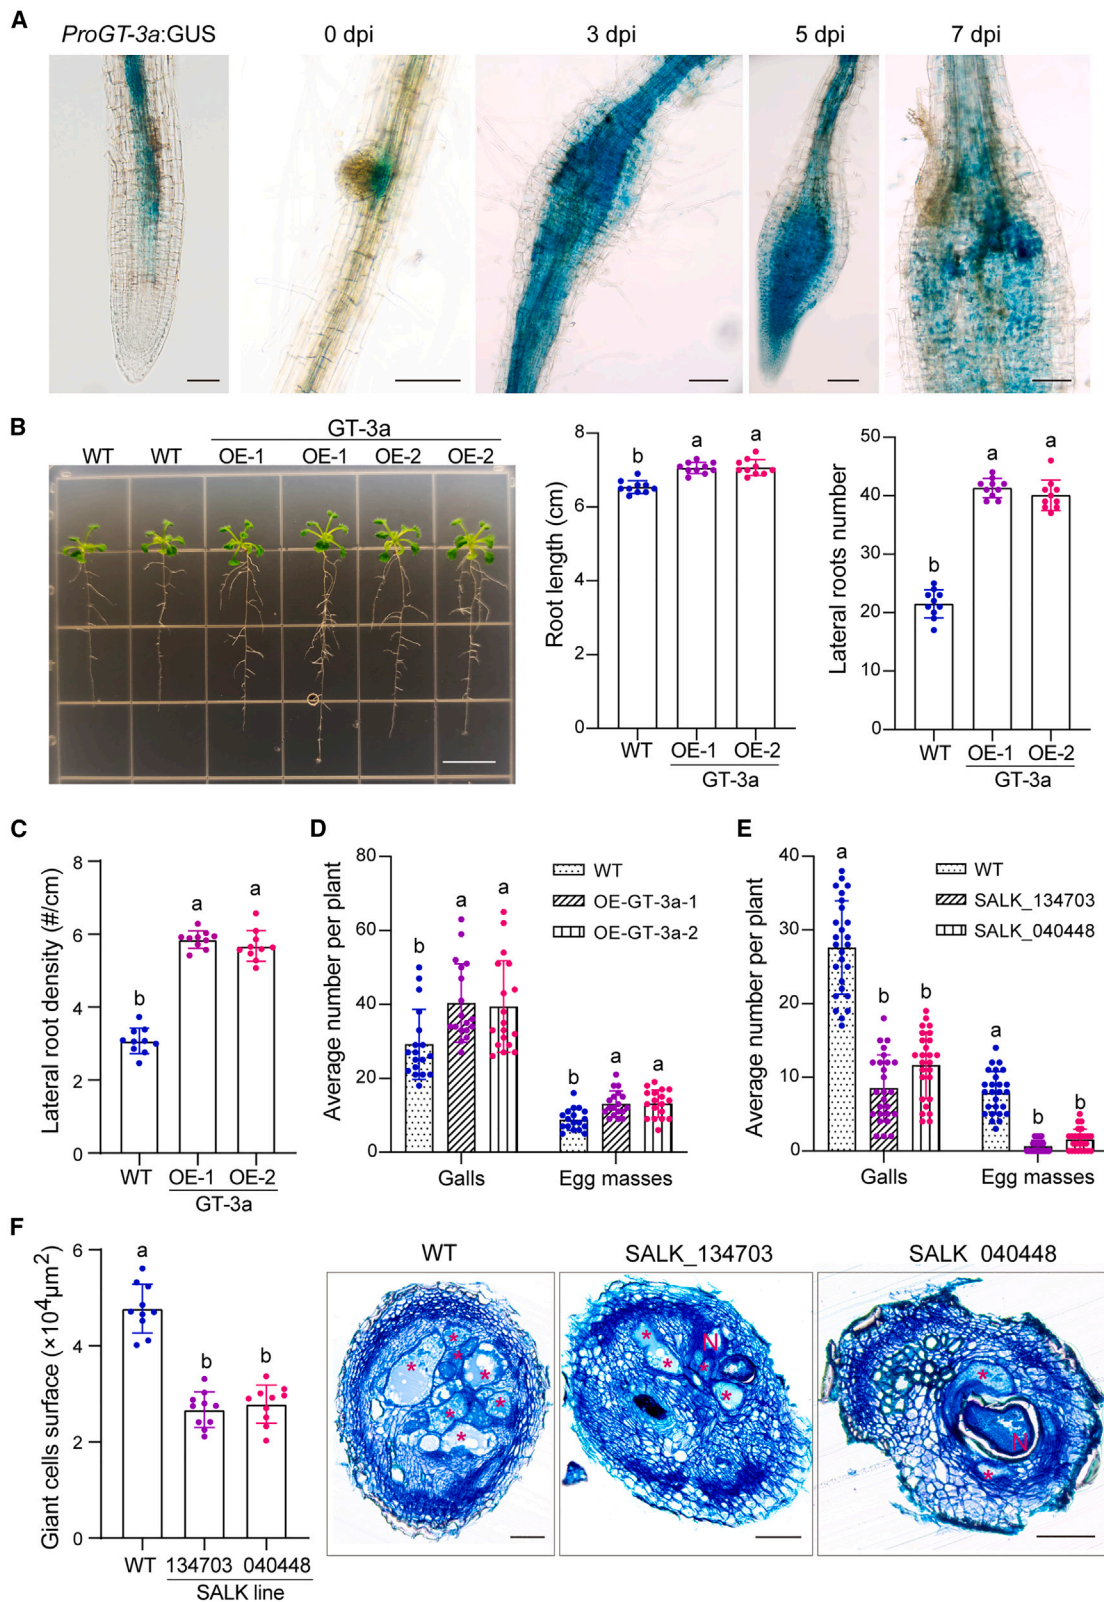 A
ProGT-3a:GUS
0 dpi
3 dpi
5 dpi
7 dpi
B
GT-3a
WT
WT
OE-1
OE-1
OE-2
OE-2
Root length (cm)
8
6
4
2
0
b
a
a
WT
OE-1
OE-2
GT-3a
Lateral roots number
50
40
30
20
10
0
b
a
a
WT
OE-1
OE-2
GT-3a
C
Lateral root density (#/cm)
8
6
4
2
0
b
a
a
WT
OE-1
OE-2
GT-3a
D
Average number per plant
80
60
40
20
0
WT
OE-GT-3a-1
OE-GT-3a-2
b
a
a
b
a
a
Galls
Egg masses
E
Average number per plant
40
30
20
10
0
WT
SALK_134703
SALK_040448
a
b
b
a
b
b
Galls
Egg masses
F
Giant cells surface (×10⁴μm²)
6
4
2
0
a
b
b
WT
134703
040448
SALK line
WT
* * * * * * *
SALK_134703
* * * * N
SALK_040448
* * N